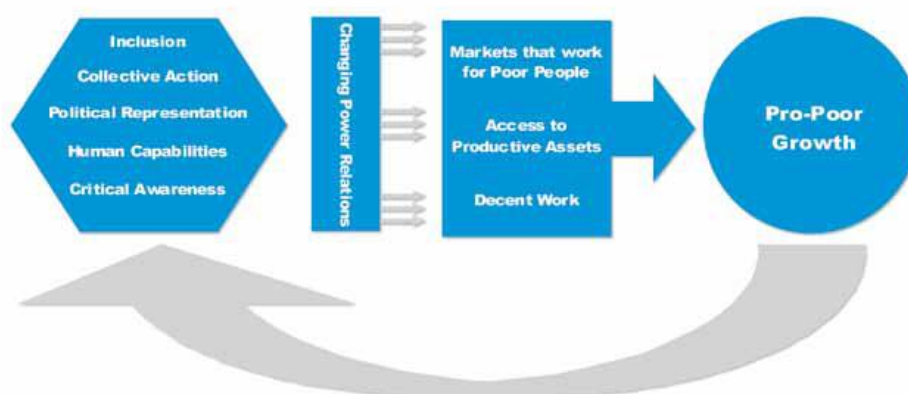 Inclusion
Collective Action
Political Representation
Human Capabilities
Critical Awareness
Changing Power Relations
Markets that work
for Poor People
Access to
Productive Assets
Decent Work
Pro-Poor
Growth